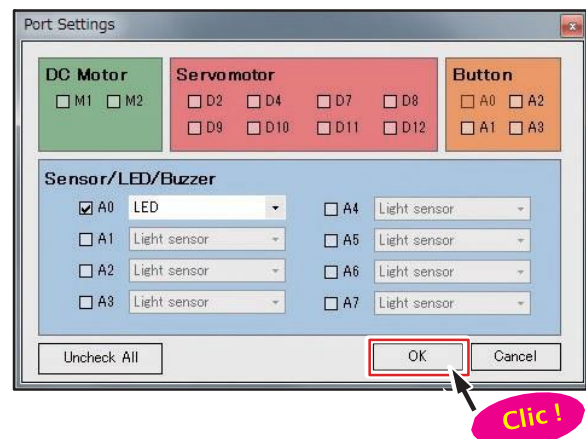 Port Settings
x
DC Motor Servomotor Button
M1 M2 D2 D4 D7 D8 A0 A2
D9 D10 D11 D12 A1 A3
Sensor/LED/Buzzer
A0 LED A4 Light sensor
A1 Light sensor A5 Light sensor
A2 Light sensor A6 Light sensor
A3 Light sensor A7 Light sensor
Uncheck All OK Cancel
Clic !